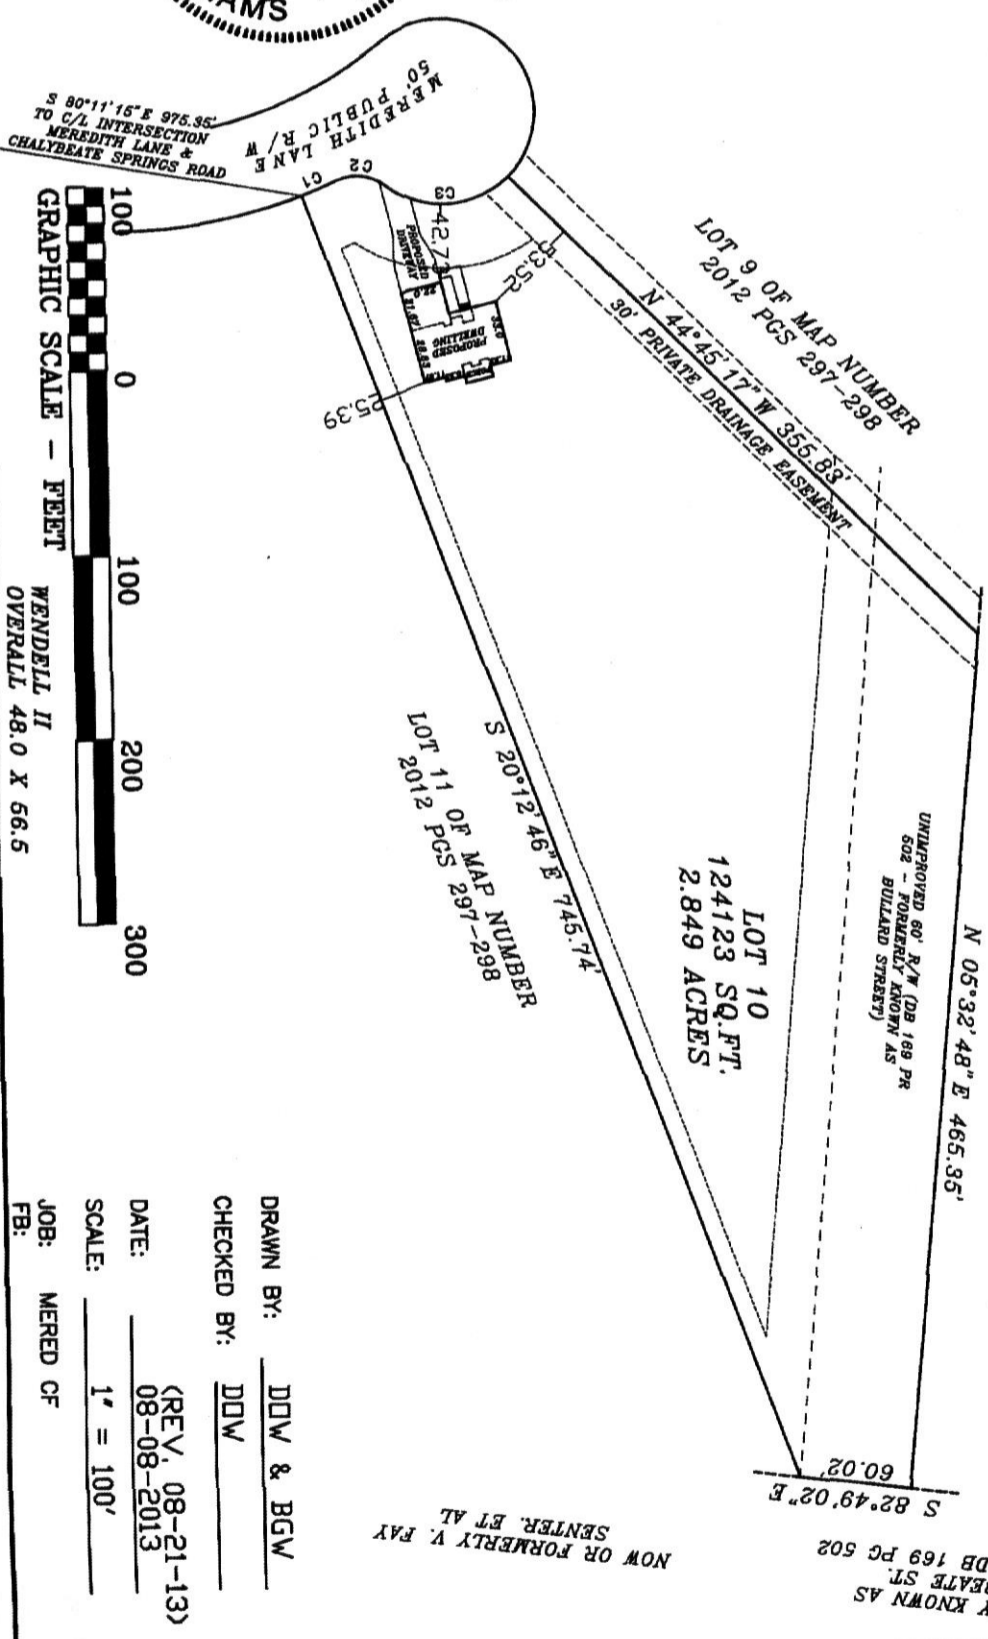 AMS
MEREDITH LANE
50' PUBLIC R/W
S 80°11'15" E 975.35'
TO C/L INTERSECTION
MEREDITH LANE &
CHALYBEATE SPRINGS ROAD
C1
C2
C3
42.73
53.52
25.39
PROPOSED
DRIVEWAY
PROPOSED
DWELLING
LOT 9 OF MAP NUMBER
2012 PGS 297-298
N 44°45'17" W 355.83'
30' PRIVATE DRAINAGE EASEMENT
UNIMPROVED 60' R/W (DB 169 PR
502 - FORMERLY KNOWN AS
BULLARD STREET)
N 05°32'48" E 465.35'
LOT 10
124123 SQ.FT.
2.849 ACRES
S 20°12'46" E 745.74'
LOT 11 OF MAP NUMBER
2012 PGS 297-298
60.02'
S 82°49'02" E
Y KNOWN AS
EATE ST.
DB 169 PG 502
NOW OR FORMERLY V. FAY
SENTER, ET AL
100 0 100 200 300
GRAPHIC SCALE - FEET
WENDELL II
OVERALL 48.0 X 56.5
DRAWN BY: DDW & BGW
CHECKED BY: DDW
(REV. 08-21-13)
DATE: 08-08-2013
SCALE: 1" = 100'
JOB: MERED CF
FB: